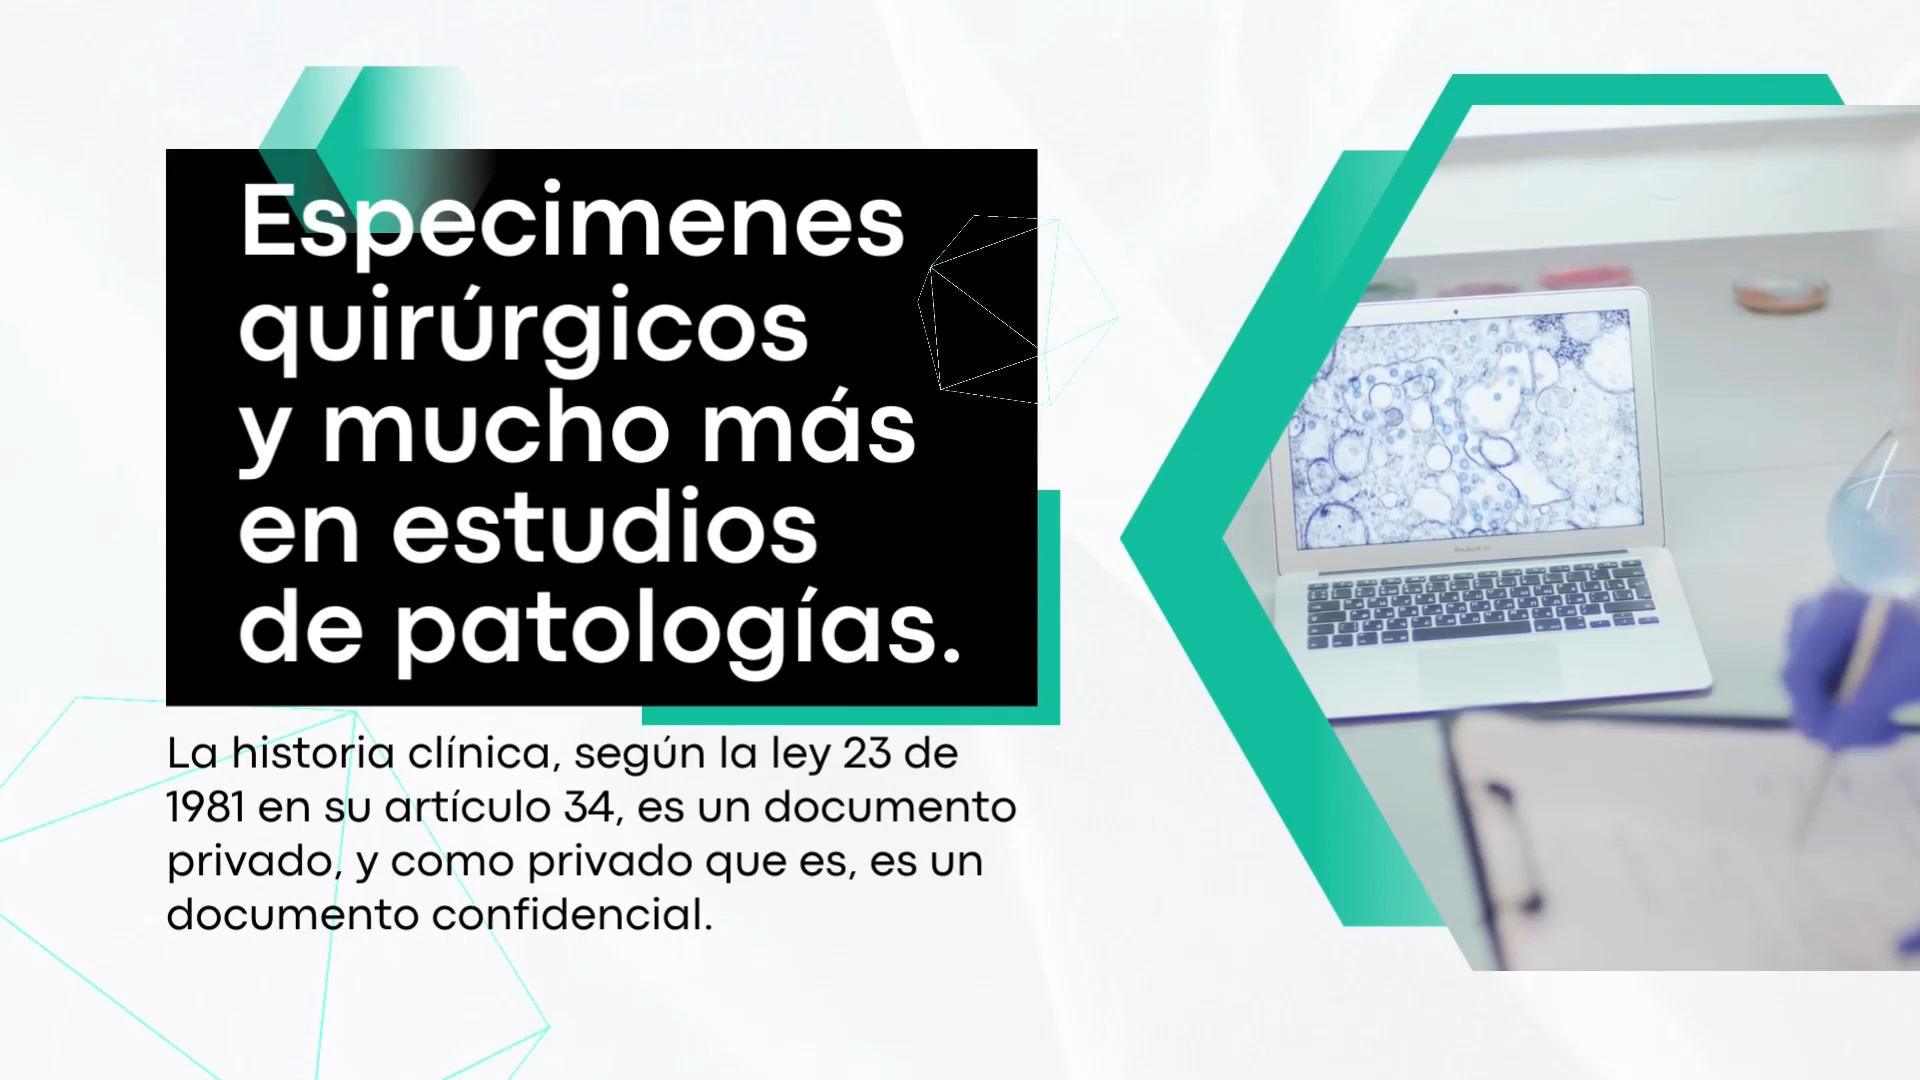 Especimenes
quirúrgicos
y mucho más
en estudios
de patologías.
La historia clínica, según la ley 23 de
1981 en su artículo 34, es un documento
privado, y como privado que es, es un
documento confidencial.